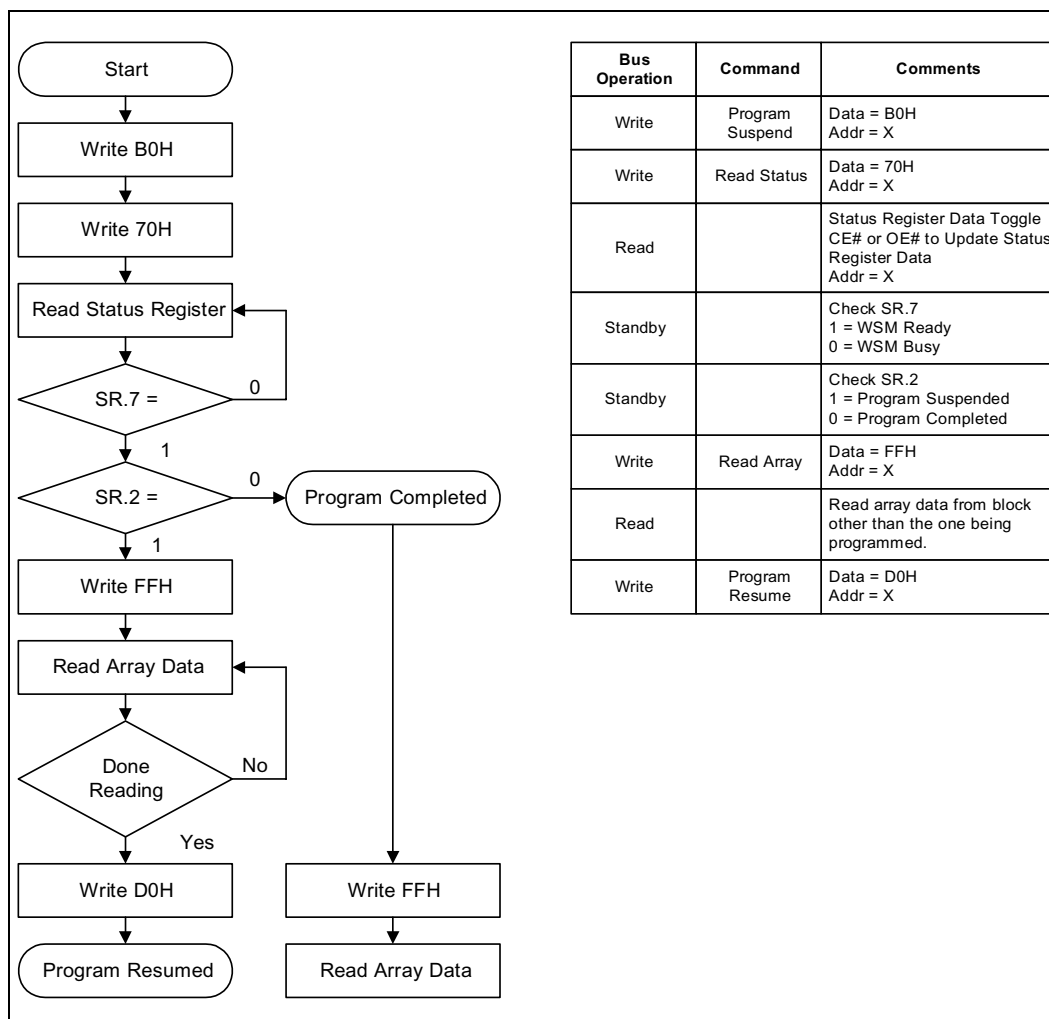 Start
Write B0H
Write 70H
Read Status Register
SR.7 =
0
1
SR.2 =
0
Program Completed
1
Write FFH
Read Array Data
Done
Reading
No
Yes
Write D0H
Write FFH
Program Resumed
Read Array Data
Bus
Operation
Command
Comments
Write
Program
Suspend
Data = B0H
Addr = X
Write
Read Status
Data = 70H
Addr = X
Read
Status Register Data Toggle
CE# or OE# to Update Status
Register Data
Addr = X
Standby
Check SR.7
1 = WSM Ready
0 = WSM Busy
Standby
Check SR.2
1 = Program Suspended
0 = Program Completed
Write
Read Array
Data = FFH
Addr = X
Read
Read array data from block
other than the one being
programmed.
Write
Program
Resume
Data = D0H
Addr = X